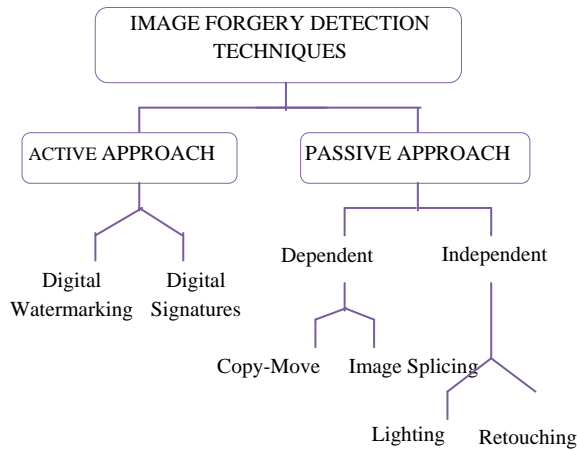 IMAGE FORGERY DETECTION
TECHNIQUES
ACTIVE APPROACH
PASSIVE APPROACH
Dependent
Independent
Digital
Watermarking
Digital
Signatures
Copy-Move
Image Splicing
Lighting
Retouching